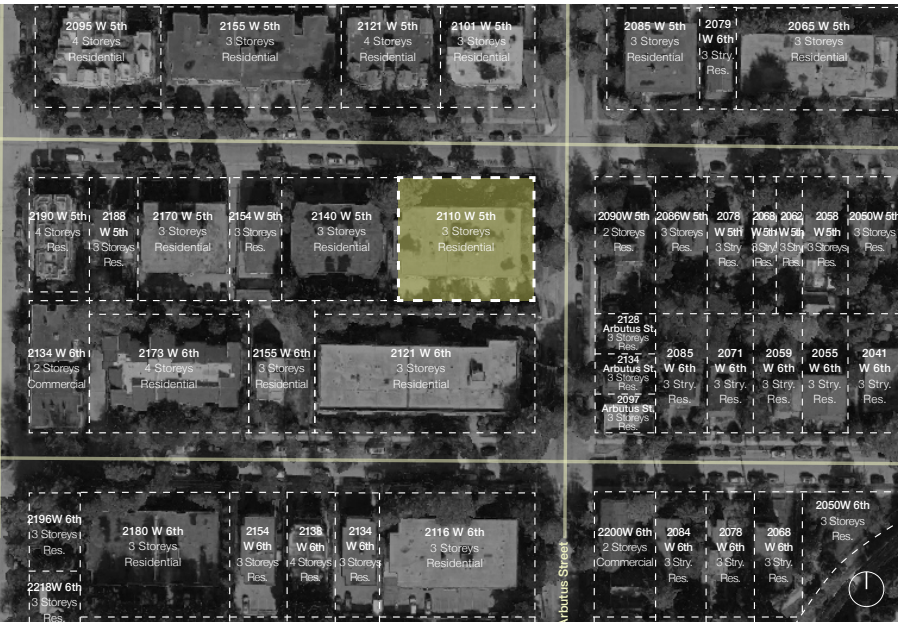 2095 W 5th
4 Storeys
Residential
2155 W 5th
3 Storeys
Residential
2121 W 5th
4 Storeys
Residential
2101 W 5th
3 Storeys
Residential
2085 W 5th
3 Storeys
Residential
2079
W 6th
3 Stry.
Res.
2065 W 5th
3 Storeys
Residential
2190 W 5th
4 Storeys
Res.
2188
W 5th
3 Storeys
Res.
2170 W 5th
3 Storeys
Residential
2154 W 5th
3 Storeys
Res.
2140 W 5th
3 Storeys
Residential
2110 W 5th
3 Storeys
Residential
2090W 5th
2 Storeys
Res.
2086W 5th
3 Storeys
Res.
2078
W 5th
3 Stry.
Res.
2068
W 5th
3 Stry.
Res.
2062
W 5th
3 Stry.
Res.
2058
W 5th
3 Storeys
Res.
2050W 5th
3 Storeys
Res.
2134 W 6th
2 Storeys
Commercial
2173 W 6th
4 Storeys
Residential
2155 W 6th
3 Storeys
Residential
2121 W 6th
3 Storeys
Residential
2128
Arbutus St.
3 Storeys
Res.
2134
Arbutus St.
3 Storeys
Res.
2097
Arbutus St.
3 Storeys
Res.
2085
W 6th
3 Stry.
Res.
2071
W 6th
3 Stry.
Res.
2059
W 6th
3 Stry.
Res.
2055
W 6th
3 Storeys
Res.
2041
W 6th
3 Storeys
Res.
2196W 6th
3 Storeys
Res.
2218W 6th
3 Storeys
Res.
2180 W 6th
3 Storeys
Residential
2154
W 6th
3 Storeys
Res.
2138
W 6th
4 Storeys
Res.
2134
W 6th
3 Storeys
Res.
2116 W 6th
3 Storeys
Residential
Arbutus Street
2200W 6th
2 Storeys
Commercial
2084
W 6th
3 Stry.
Res.
2078
W 6th
3 Stry.
Res.
2068
W 6th
3 Stry.
Res.
2050W 6th
3 Storeys
Res.